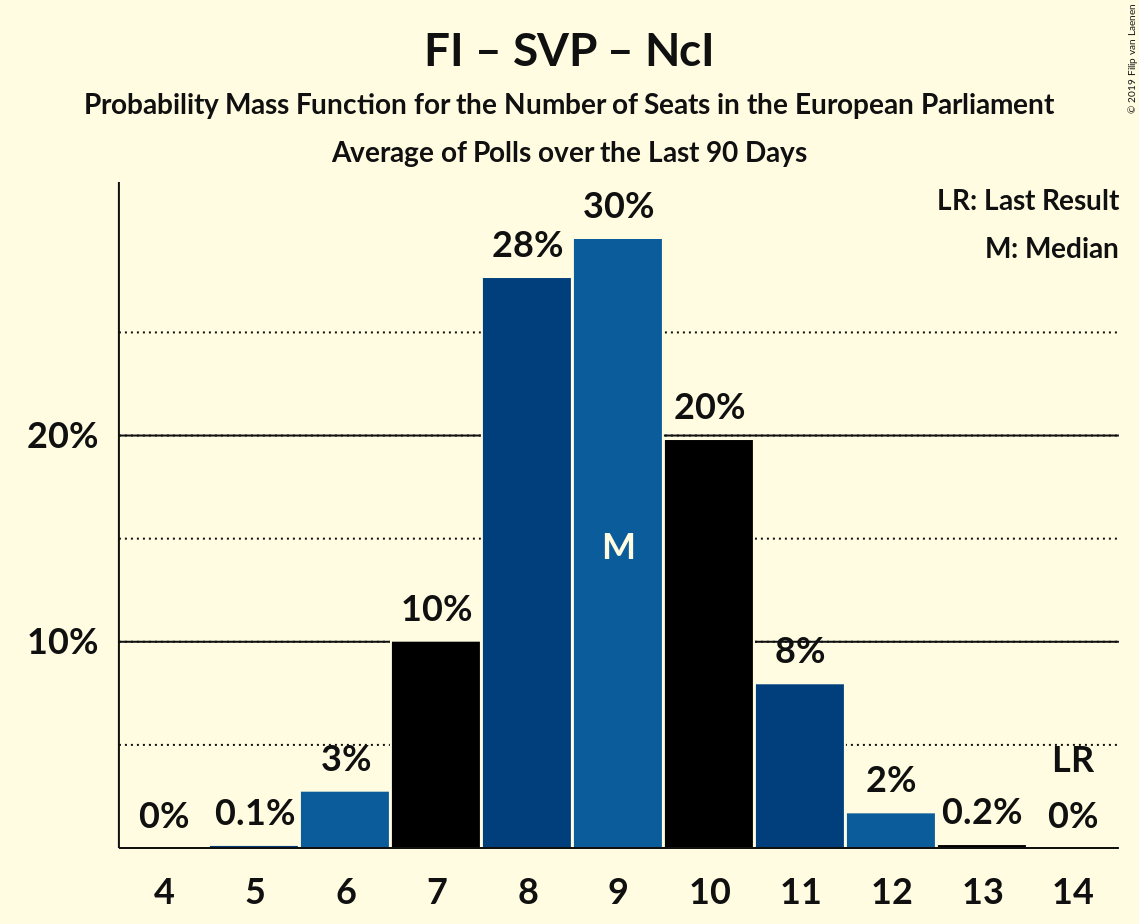 FI – SVP – NcI
Probability Mass Function for the Number of Seats in the European Parliament
Average of Polls over the Last 90 Days
© 2019 Filip van Laenen
LR: Last Result
M: Median
30%
28%
20%
20%
M
10%
10%
8%
3%
LR
2%
0%
0.1%
0.2%
0%
4 5 6 7 8 9 10 11 12 13 14